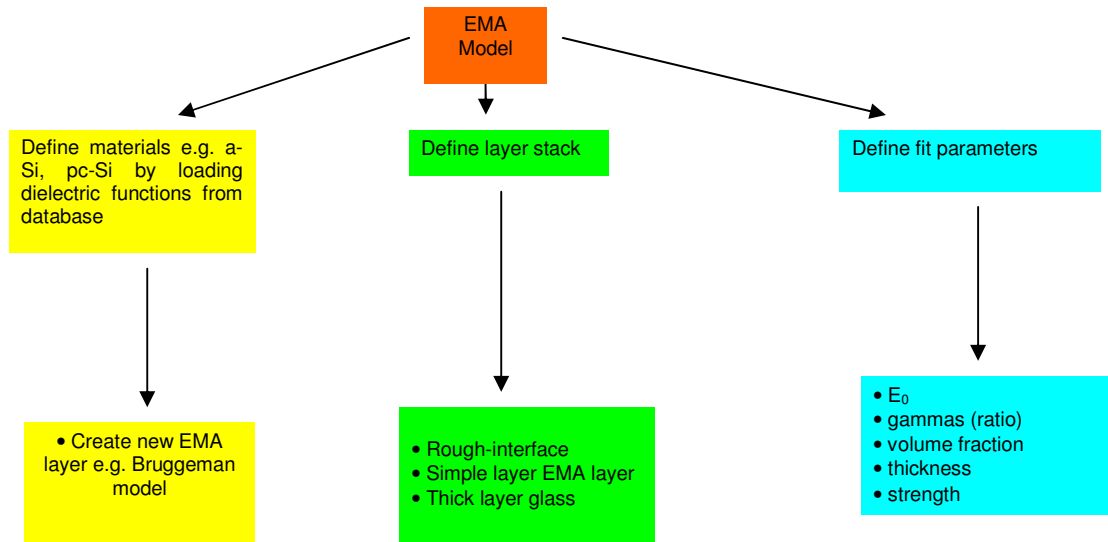 EMA
Model
Define materials e.g. a-
Si, pc-Si by loading
dielectric functions from
database
Define layer stack
Define fit parameters
• Create new EMA
layer e.g. Bruggeman
model
• Rough-interface
• Simple layer EMA layer
• Thick layer glass
• E₀
• gammas (ratio)
• volume fraction
• thickness
• strength